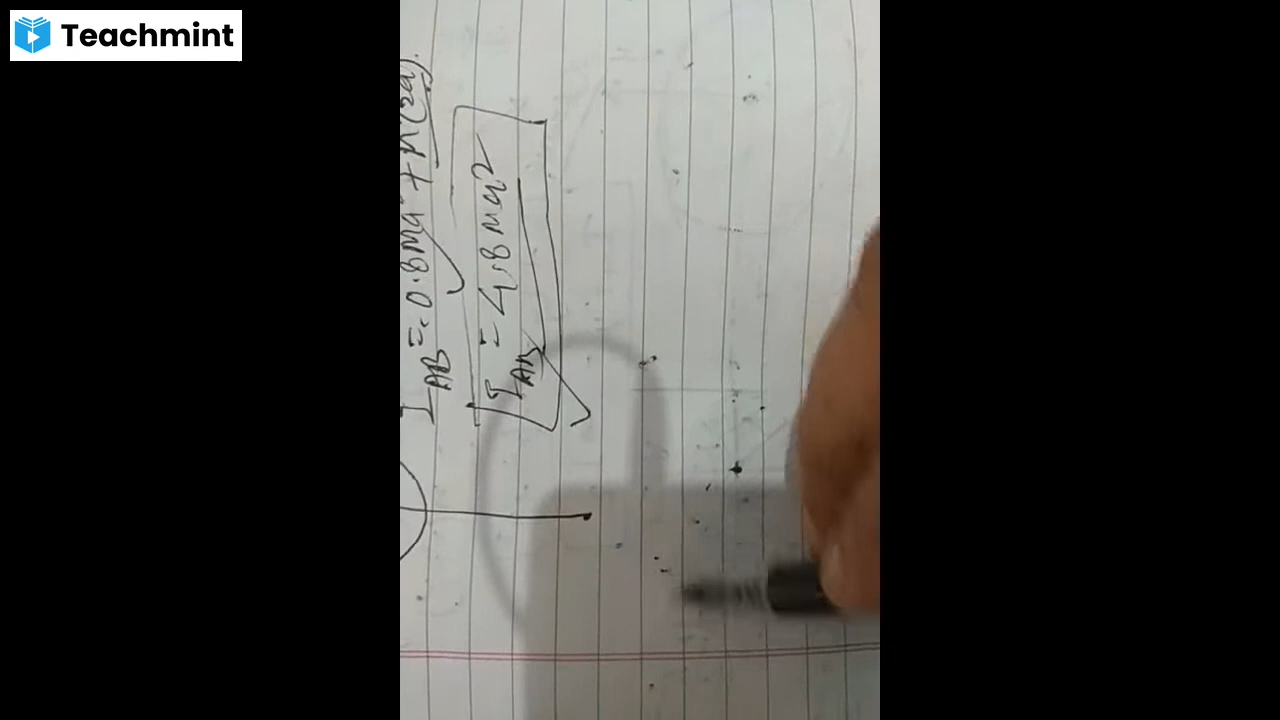 Teachmint
I_AB = 0.8Ma² + M(2a)².
I_AB = 4.8Ma²